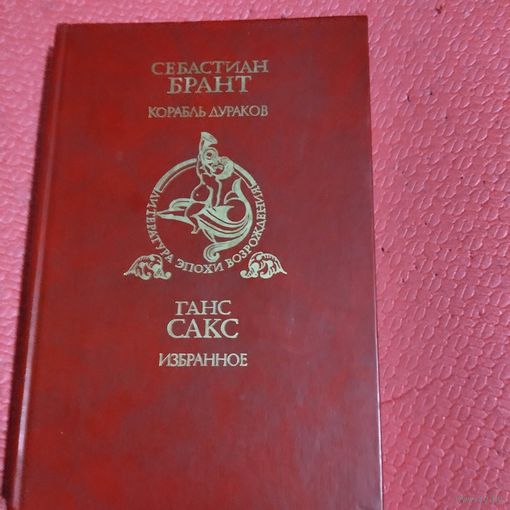 СЕБАСТИАН
БРАНТ
КОРАБЛЬ ДУРАКОВ
ЛИТЕРАТУРА ЭПОХИ ВОЗРОЖДЕНИЯ
ГАНС
САКС
ИЗБРАННОЕ